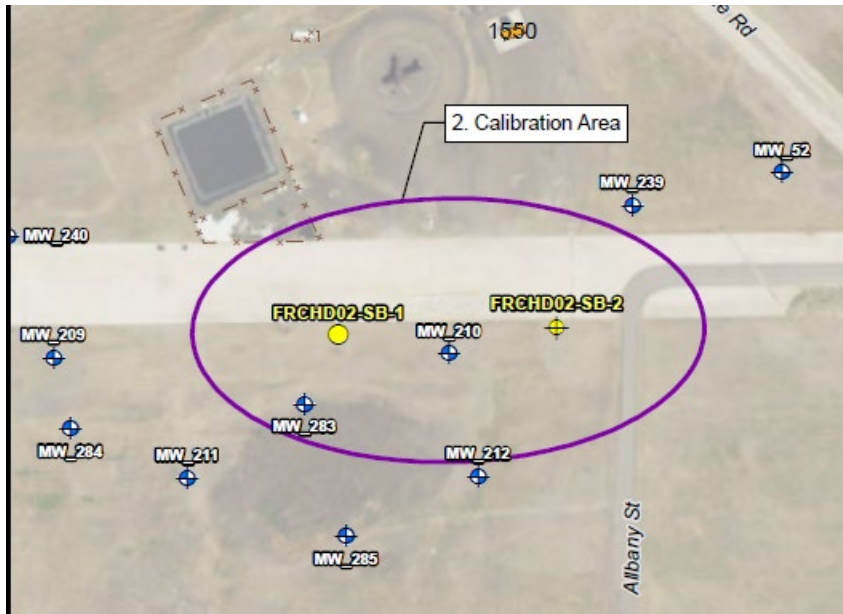 1550
ne Rd
2. Calibration Area
MW_52
MW_239
MW_240
FRCHD02-SB-1
FRCHD02-SB-2
MW_209
MW_210
MW_283
MW_284
MW_211
MW_212
MW_285
Albany St